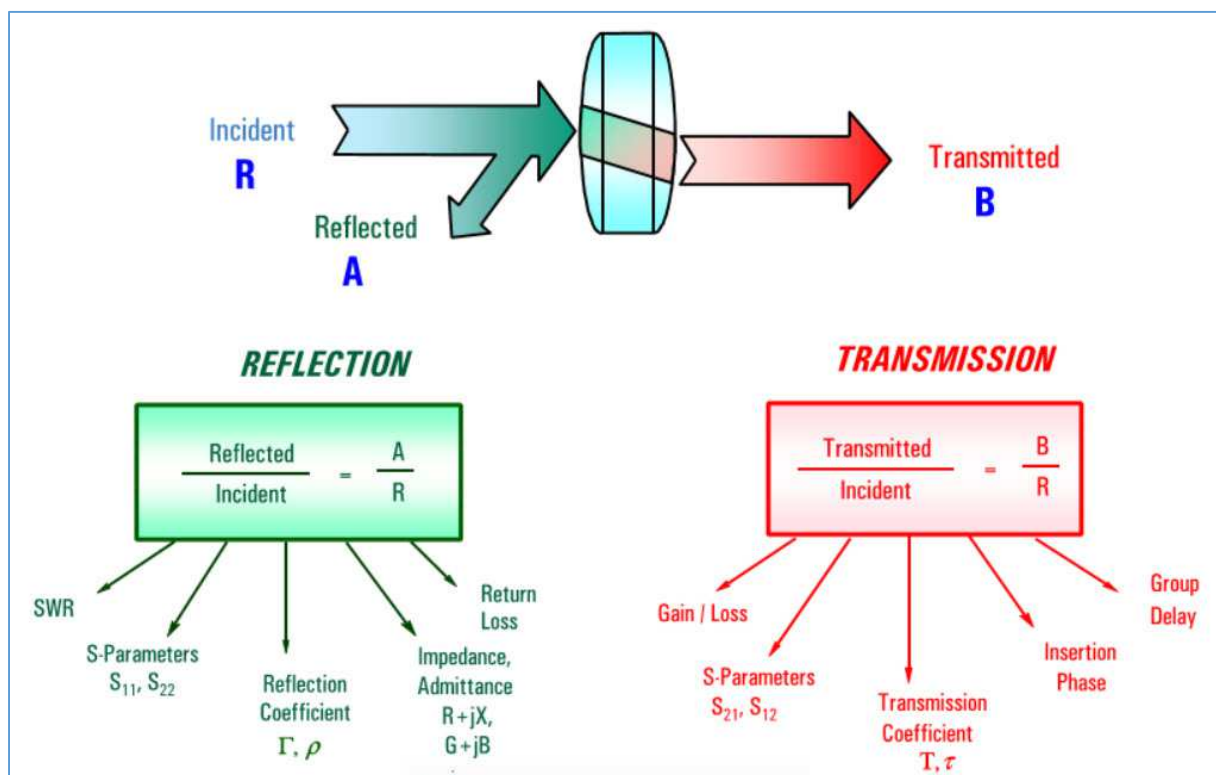 Incident
R
Reflected
A
Transmitted
B
REFLECTION
Reflected
Incident
=
A
R
SWR
S-Parameters
S₁₁, S₂₂
Reflection
Coefficient
Γ, ρ
Impedance,
Admittance
R+jX,
G+jB
Return
Loss
TRANSMISSION
Transmitted
Incident
=
B
R
Gain / Loss
S-Parameters
S₂₁, S₁₂
Transmission
Coefficient
T, τ
Insertion
Phase
Group
Delay